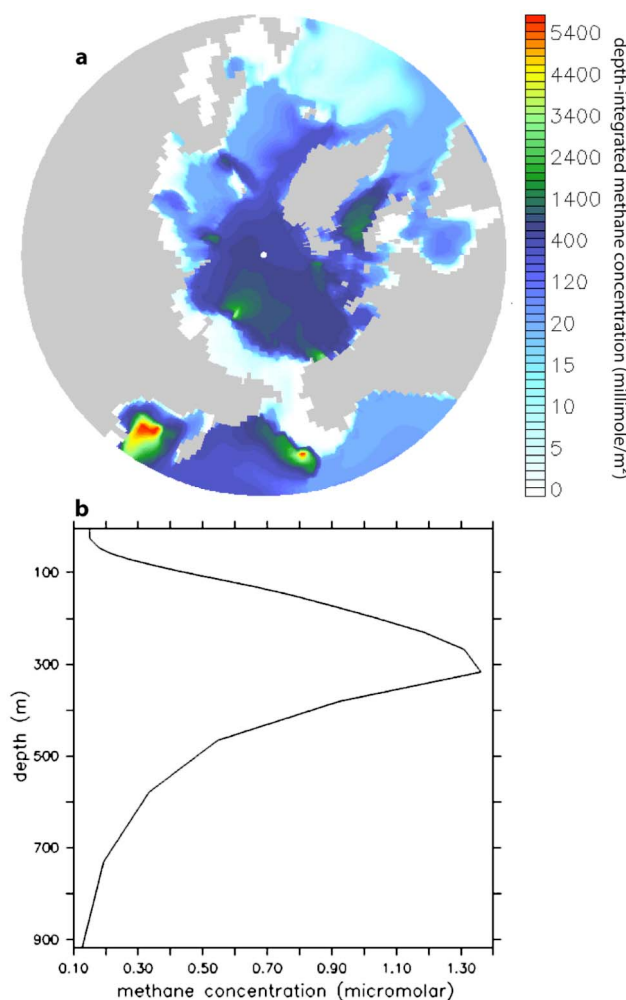 a
5400
4400
3400
2400
1400
400
120
20
15
10
5
0
depth-integrated methane concentration (millimole/m²)
b
100
300
500
700
900
depth (m)
0.10 0.30 0.50 0.70 0.90 1.10 1.30
methane concentration (micromolar)